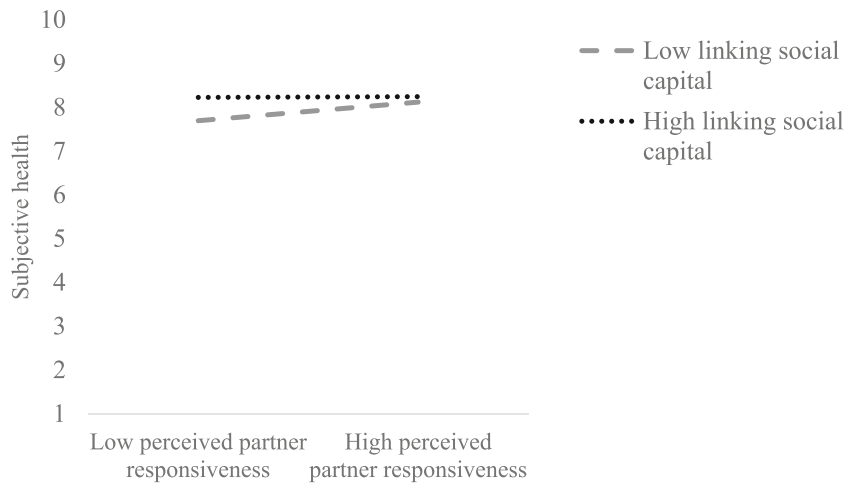 10
9
8
7
6
5
4
3
2
1
Subjective health
Low perceived partner
responsiveness
High perceived
partner responsiveness
Low linking social
capital
High linking social
capital